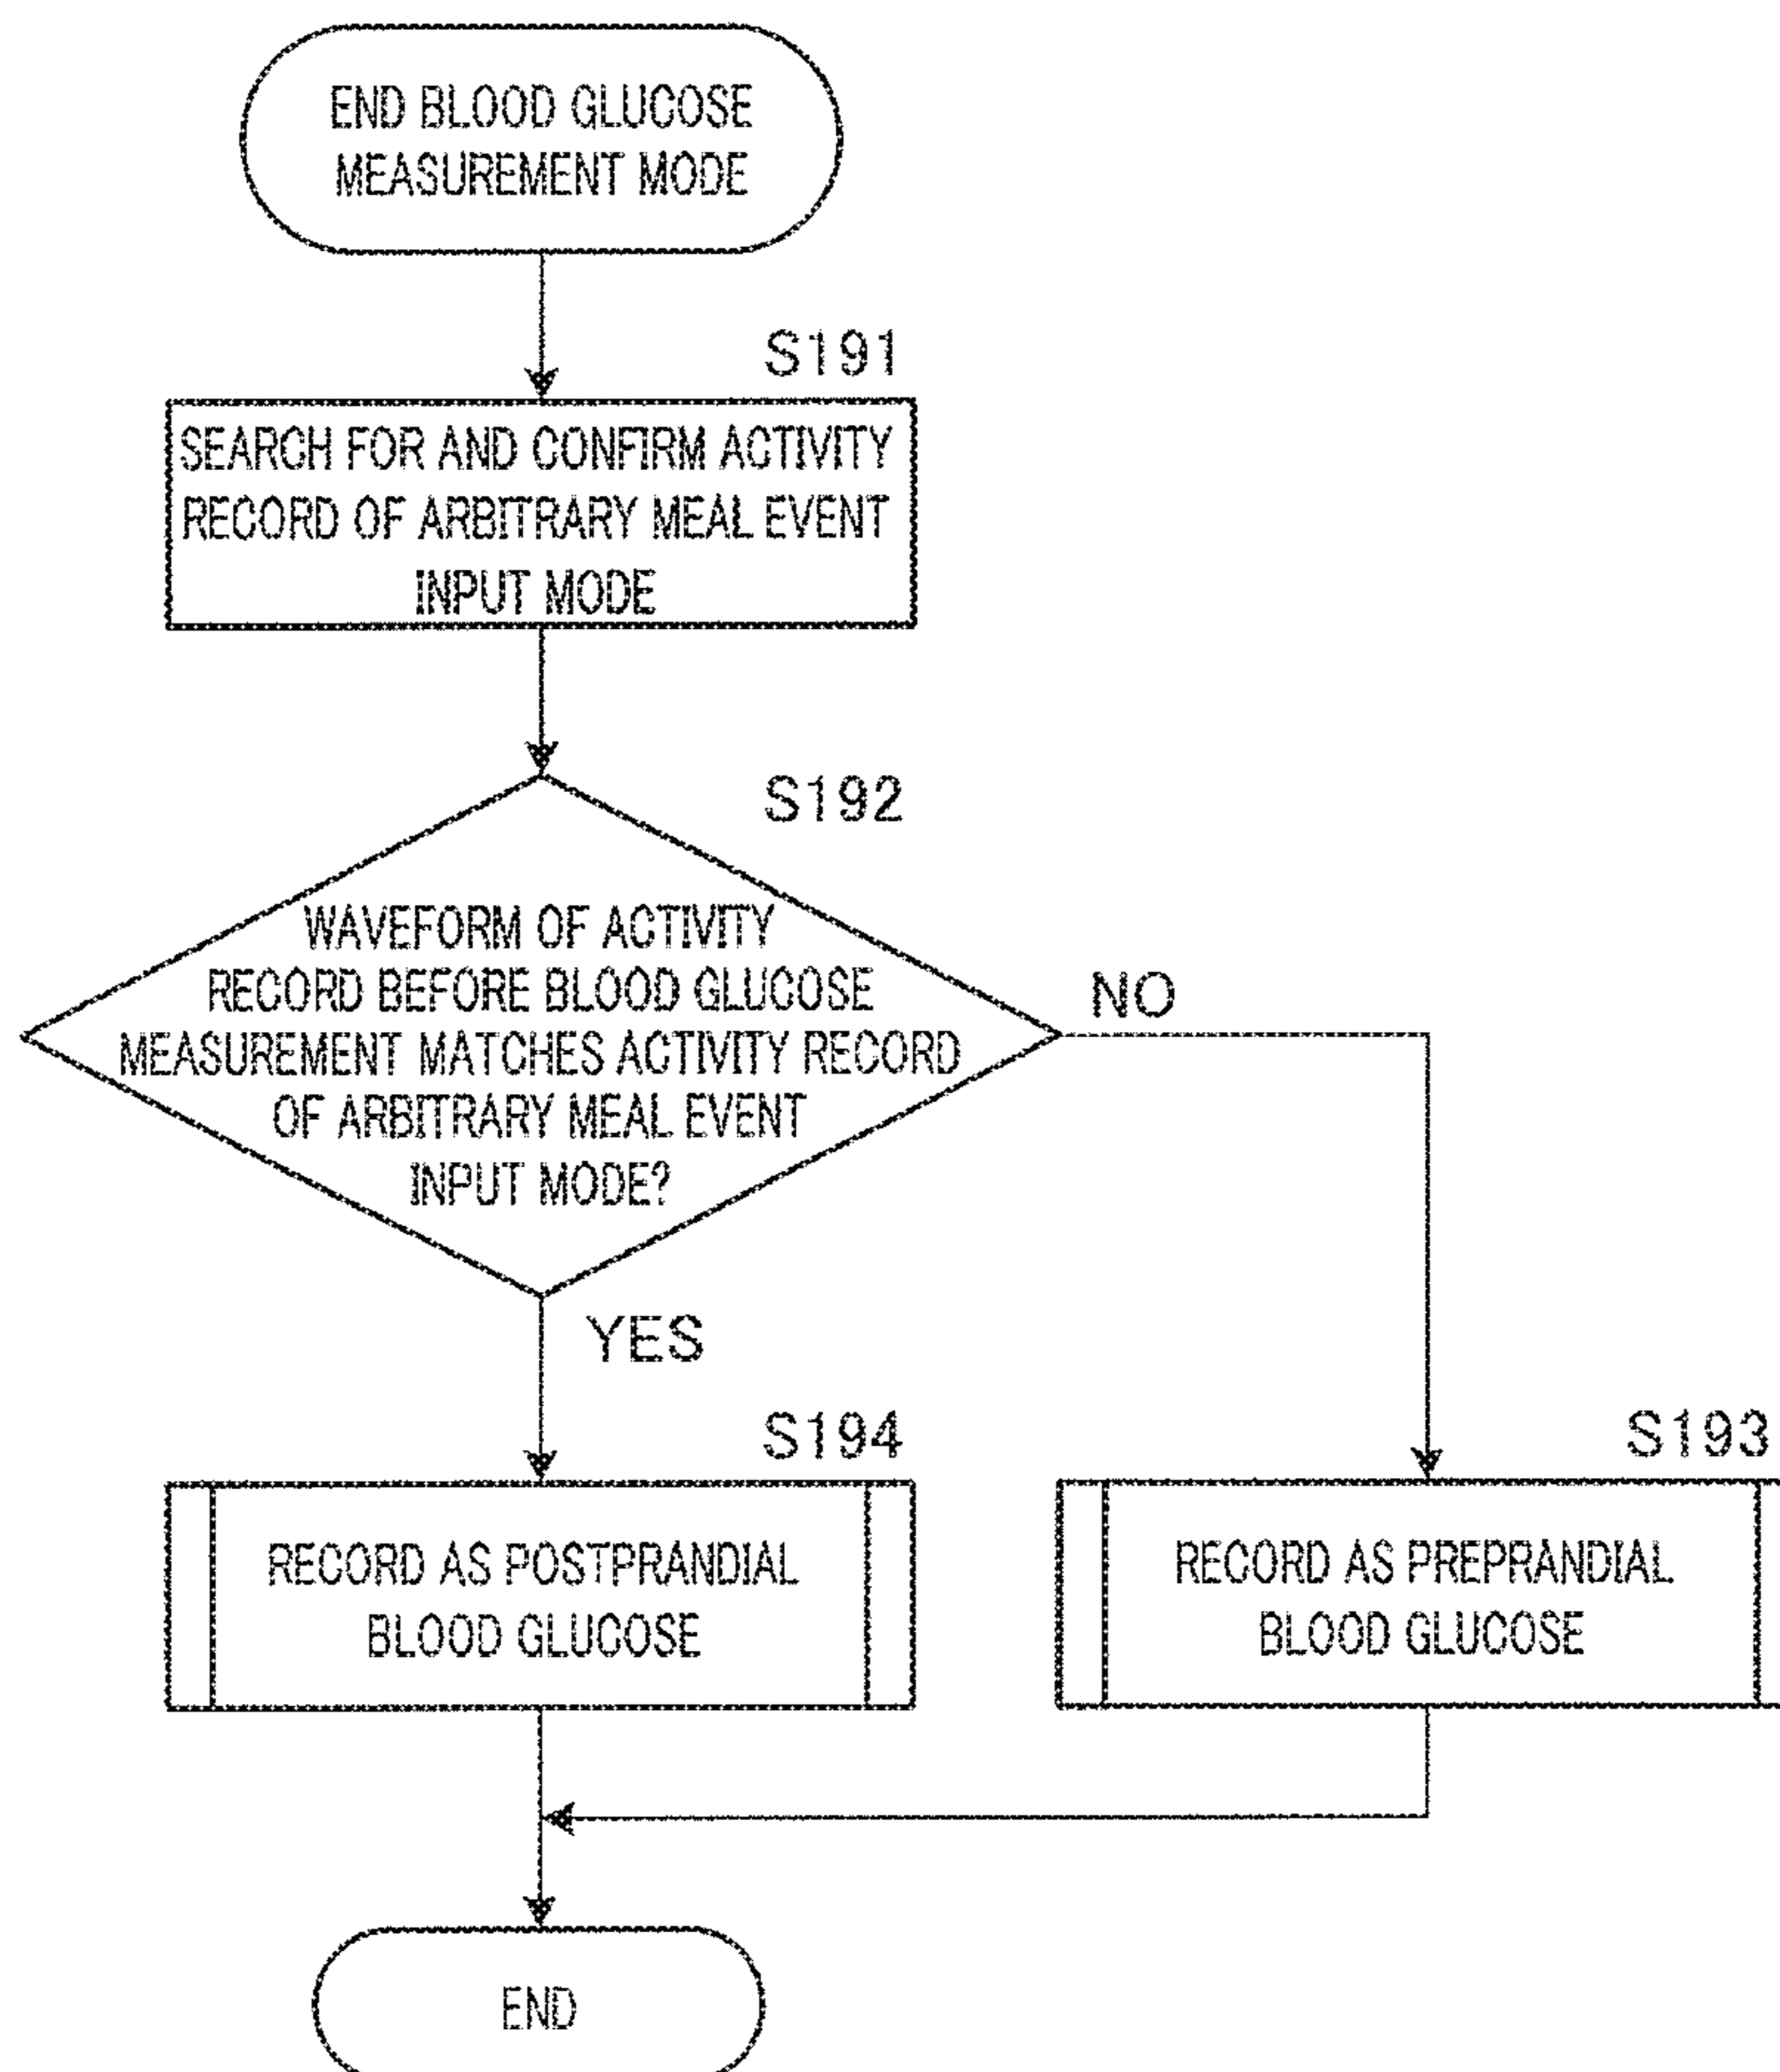 END BLOOD GLUCOSE
MEASUREMENT MODE
S191
SEARCH FOR AND CONFIRM ACTIVITY
RECORD OF ARBITRARY MEAL EVENT
INPUT MODE
S192
WAVEFORM OF ACTIVITY
RECORD BEFORE BLOOD GLUCOSE
MEASUREMENT MATCHES ACTIVITY RECORD
OF ARBITRARY MEAL EVENT
INPUT MODE?
NO
YES
S194
RECORD AS POSTPRANDIAL
BLOOD GLUCOSE
S193
RECORD AS PREPRANDIAL
BLOOD GLUCOSE
END